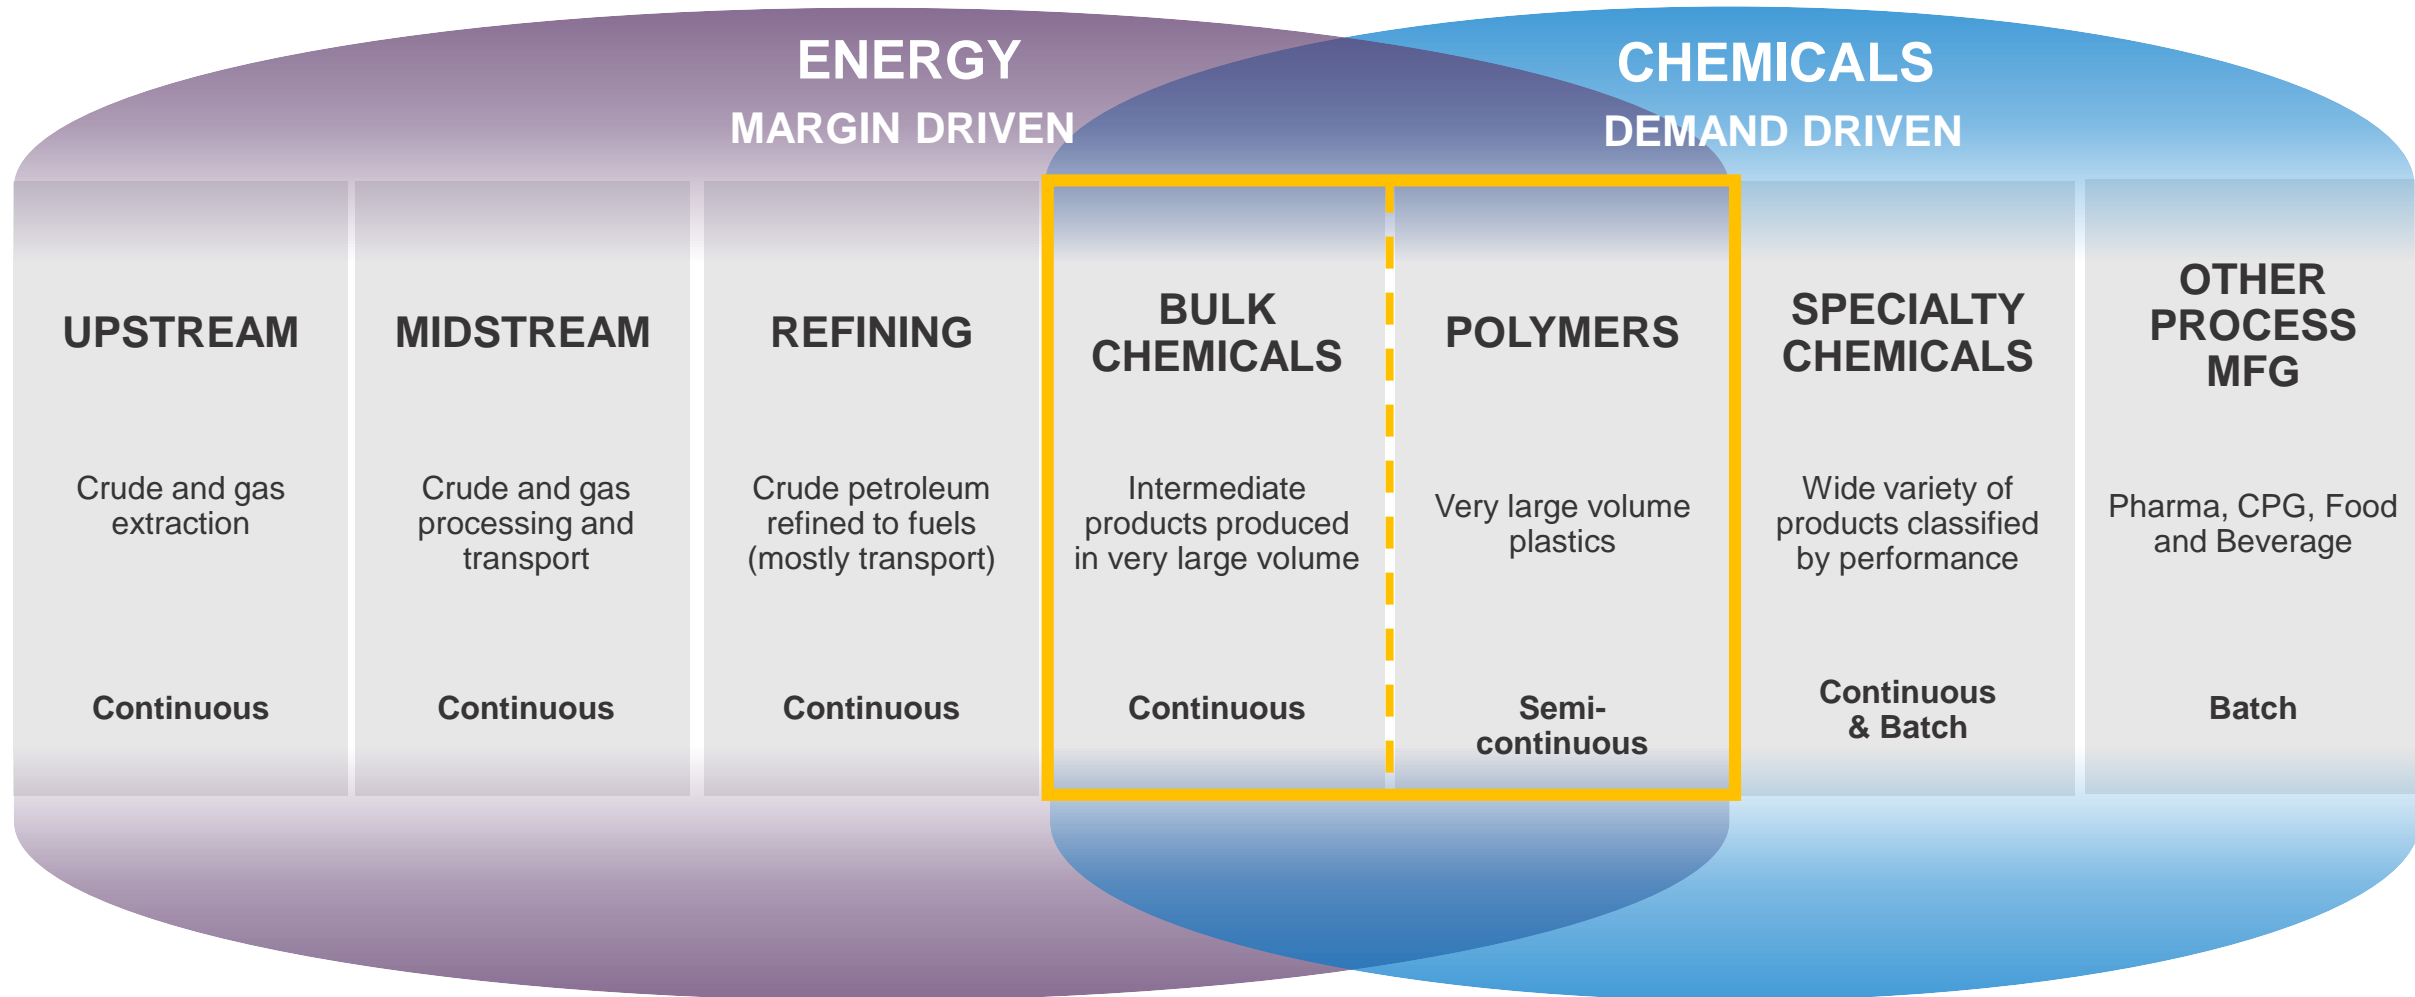 ENERGY
MARGIN DRIVEN
CHEMICALS
DEMAND DRIVEN
UPSTREAM
Crude and gas
extraction
Continuous
MIDSTREAM
Crude and gas
processing and
transport
Continuous
REFINING
Crude petroleum
refined to fuels
(mostly transport)
Continuous
BULK
CHEMICALS
Intermediate
products produced
in very large volume
Continuous
POLYMERS
Very large volume
plastics
Semi-
continuous
SPECIALTY
CHEMICALS
Wide variety of
products classified
by performance
Continuous
& Batch
OTHER
PROCESS
MFG
Pharma, CPG, Food
and Beverage
Batch